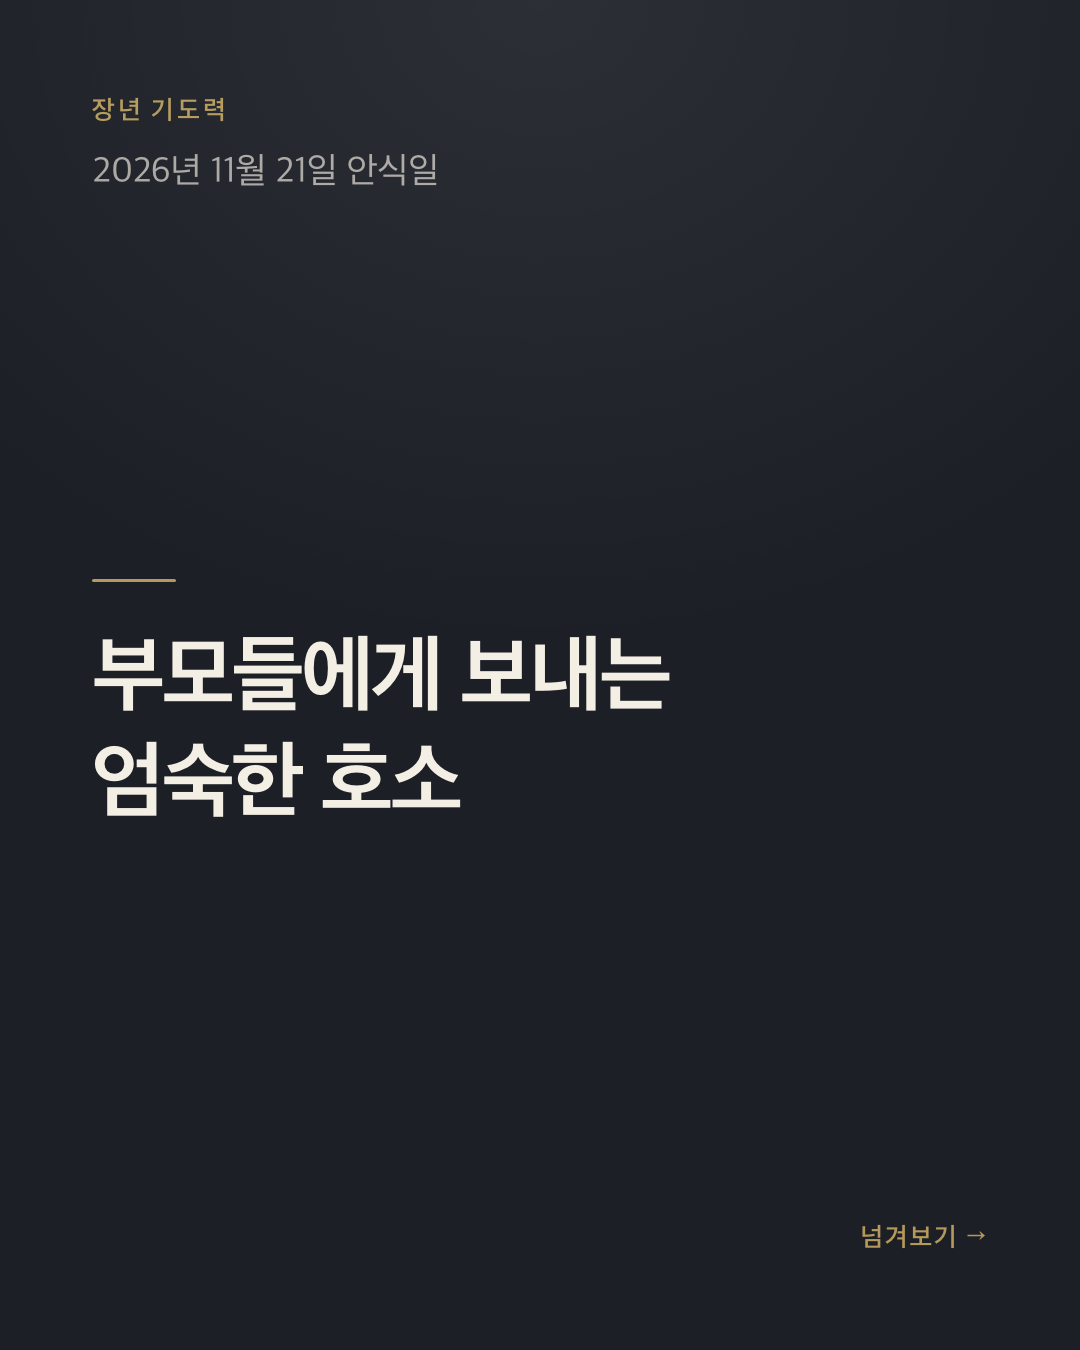 장년 기도력
2026년 11월 21일 안식일
부모들에게 보내는
엄숙한 호소
넘겨보기 →